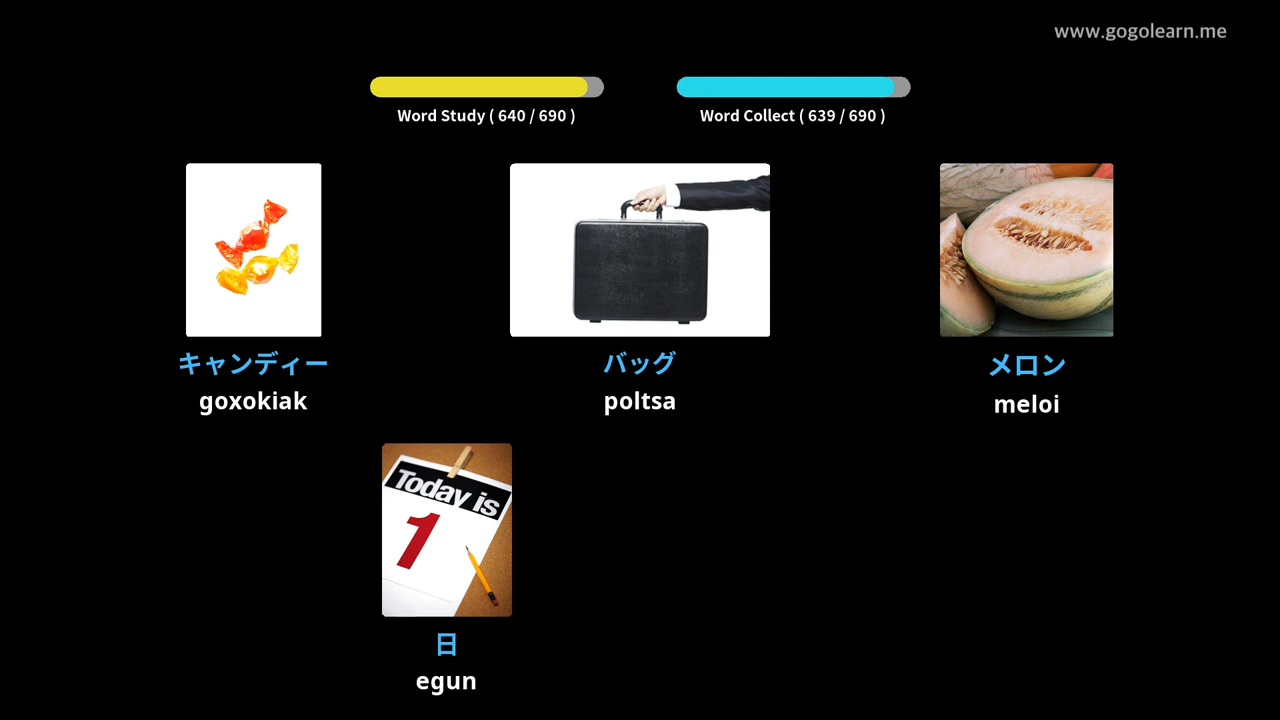 www.gogolearn.me
Word Study ( 640 / 690 )
Word Collect ( 639 / 690 )
キャンディー
goxokiak
バッグ
poltsa
メロン
meloi
Today is
1
日
egun